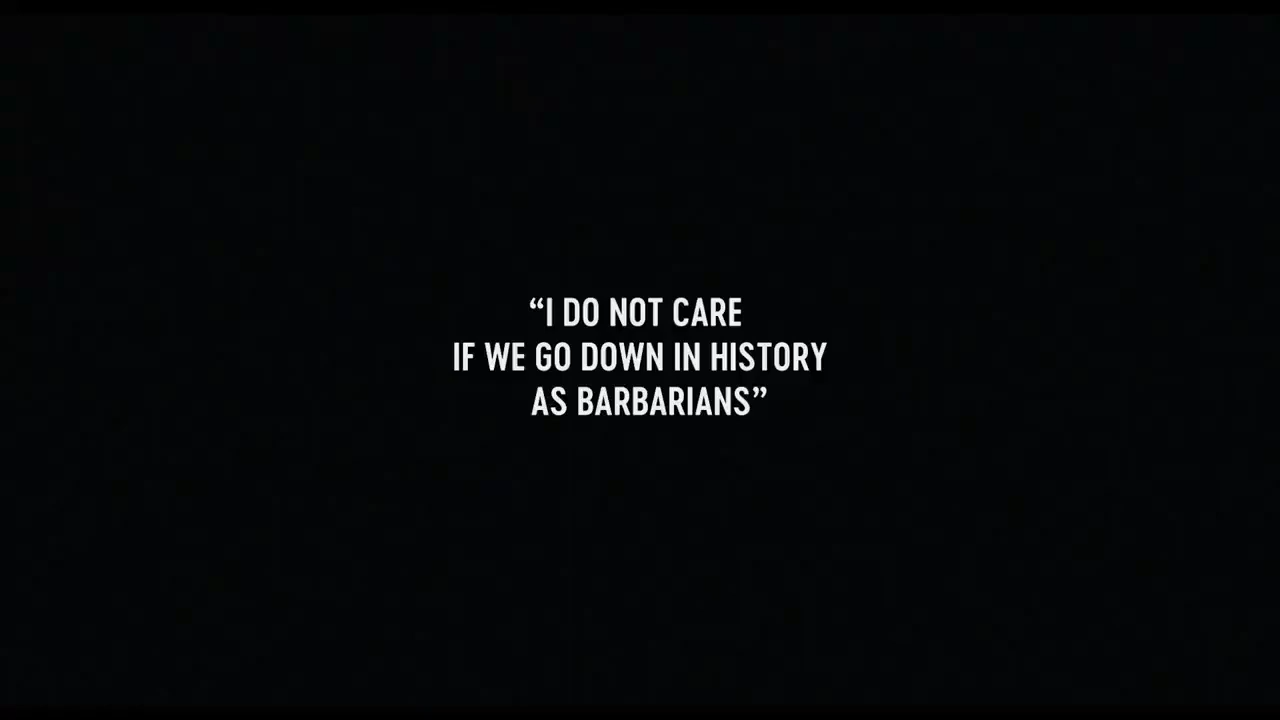 “I DO NOT CARE
IF WE GO DOWN IN HISTORY
AS BARBARIANS”